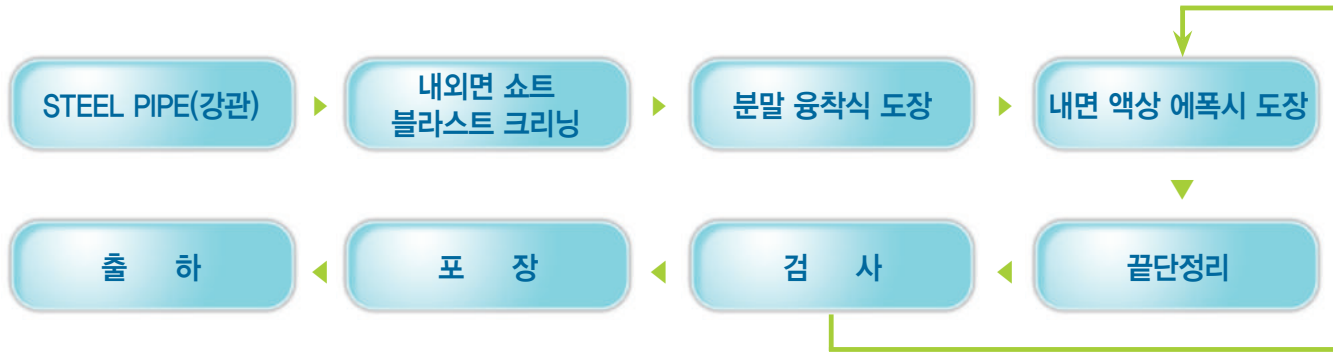 STEEL PIPE(강관)
내외면 쇼트
블라스트 크리닝
분말 융착식 도장
내면 액상 에폭시 도장
출 하
포 장
검 사
끝단정리